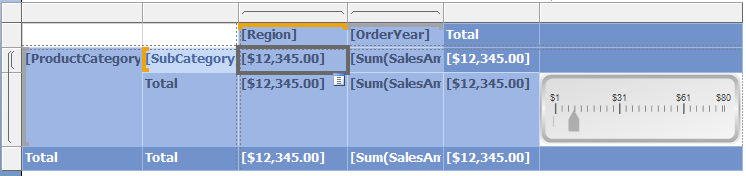 [Region] [OrderYear] Total
[ProductCategory [SubCategory [$12,345.00] [Sum(SalesAm [$12,345.00]
Total [$12,345.00] [Sum(SalesAm [$12,345.00]
$1 $31 $61 $80
Total Total [$12,345.00] [Sum(SalesAm [$12,345.00]